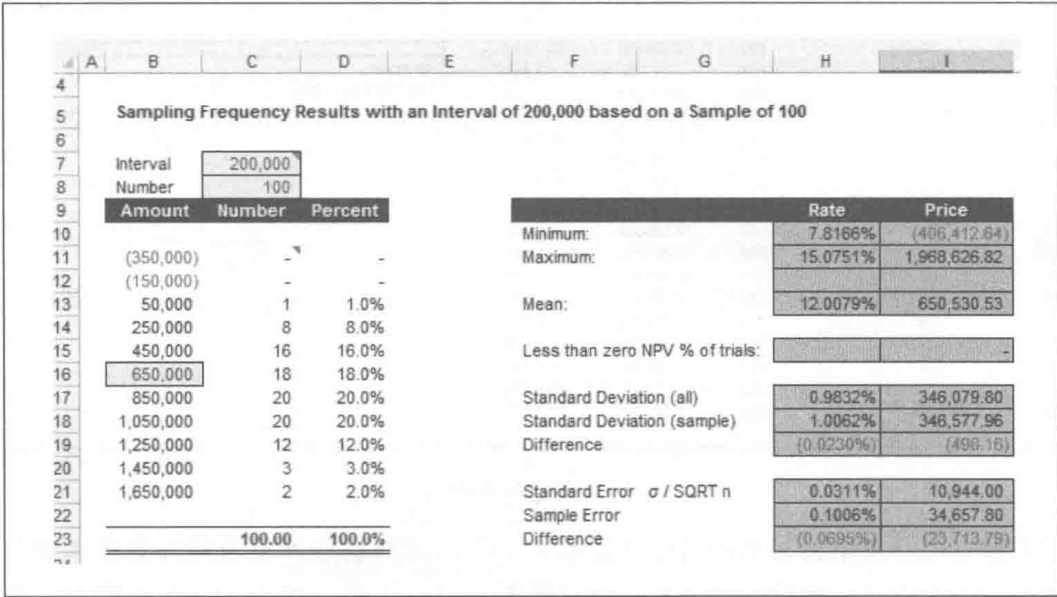 A B C D E F G H I
4
5 Sampling Frequency Results with an Interval of 200,000 based on a Sample of 100
6
7 Interval 200,000
8 Number 100
9 Amount Number Percent Rate Price
10 Minimum: 7.8166% (406,412.64)
11 (350,000) - - Maximum: 15.0751% 1,968,626.82
12 (150,000) - -
13 50,000 1 1.0% Mean: 12.0079% 650,530.53
14 250,000 8 8.0%
15 450,000 16 16.0% Less than zero NPV % of trials: -
16 650,000 18 18.0%
17 850,000 20 20.0% Standard Deviation (all) 0.9832% 346,079.80
18 1,050,000 20 20.0% Standard Deviation (sample) 1.0062% 346,577.96
19 1,250,000 12 12.0% Difference (0.0230%) (498.16)
20 1,450,000 3 3.0%
21 1,650,000 2 2.0% Standard Error σ / SQRT n 0.0311% 10,944.00
22 Sample Error 0.1006% 34,657.80
23 100.00 100.0% Difference (0.0695%) (23,713.79)